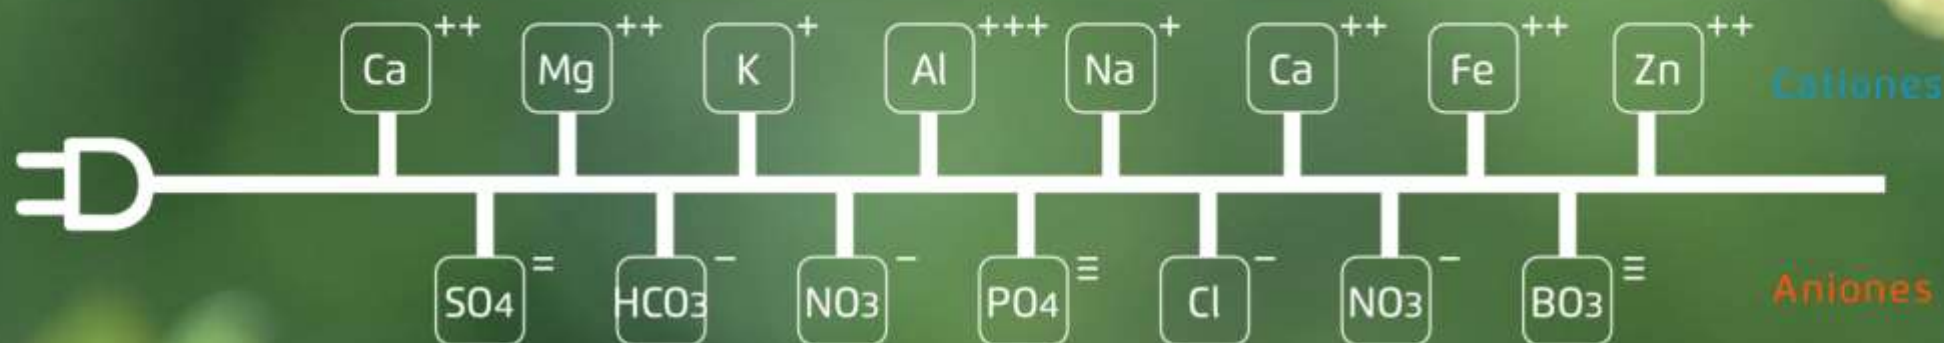 Ca++ Mg++ K+ Al+++ Na+ Ca++ Fe++ Zn++
Cationes
SO4= HCO3− NO3− PO4≡ Cl− NO3− BO3≡
Aniones